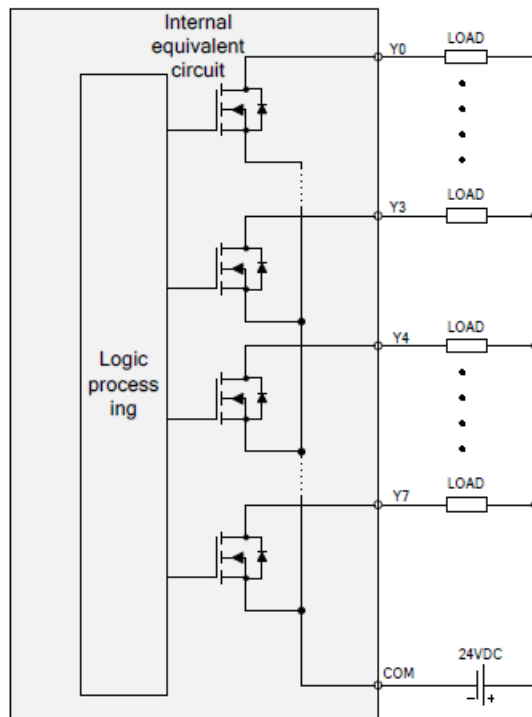 Internal
equivalent
circuit
Y0
LOAD
Y3
LOAD
Y4
LOAD
Logic
process
ing
Y7
LOAD
COM
24VDC
- +